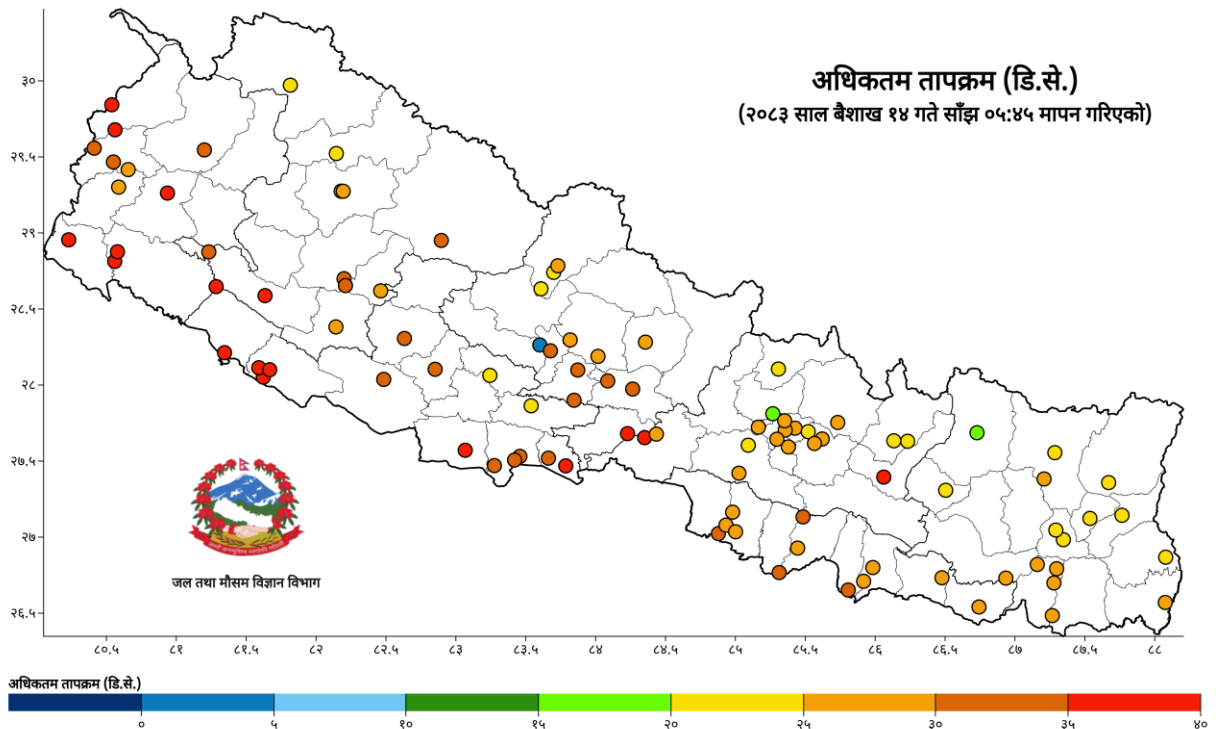 अधिकतम तापक्रम (डि.से.)
(२०८३ साल बैशाख १४ गते साँझ ०५:४५ मापन गरिएको)
३०
२९.५
२९
२८.५
२८
२७.५
२७
२६.५
जल तथा मौसम विज्ञान विभाग
८०.५ ८१ ८१.५ ८२ ८२.५ ८३ ८३.५ ८४ ८४.५ ८५ ८५.५ ८६ ८६.५ ८७ ८७.५ ८८
अधिकतम तापक्रम (डि.से.)
० ५ १० १५ २० २५ ३० ३५ ४०